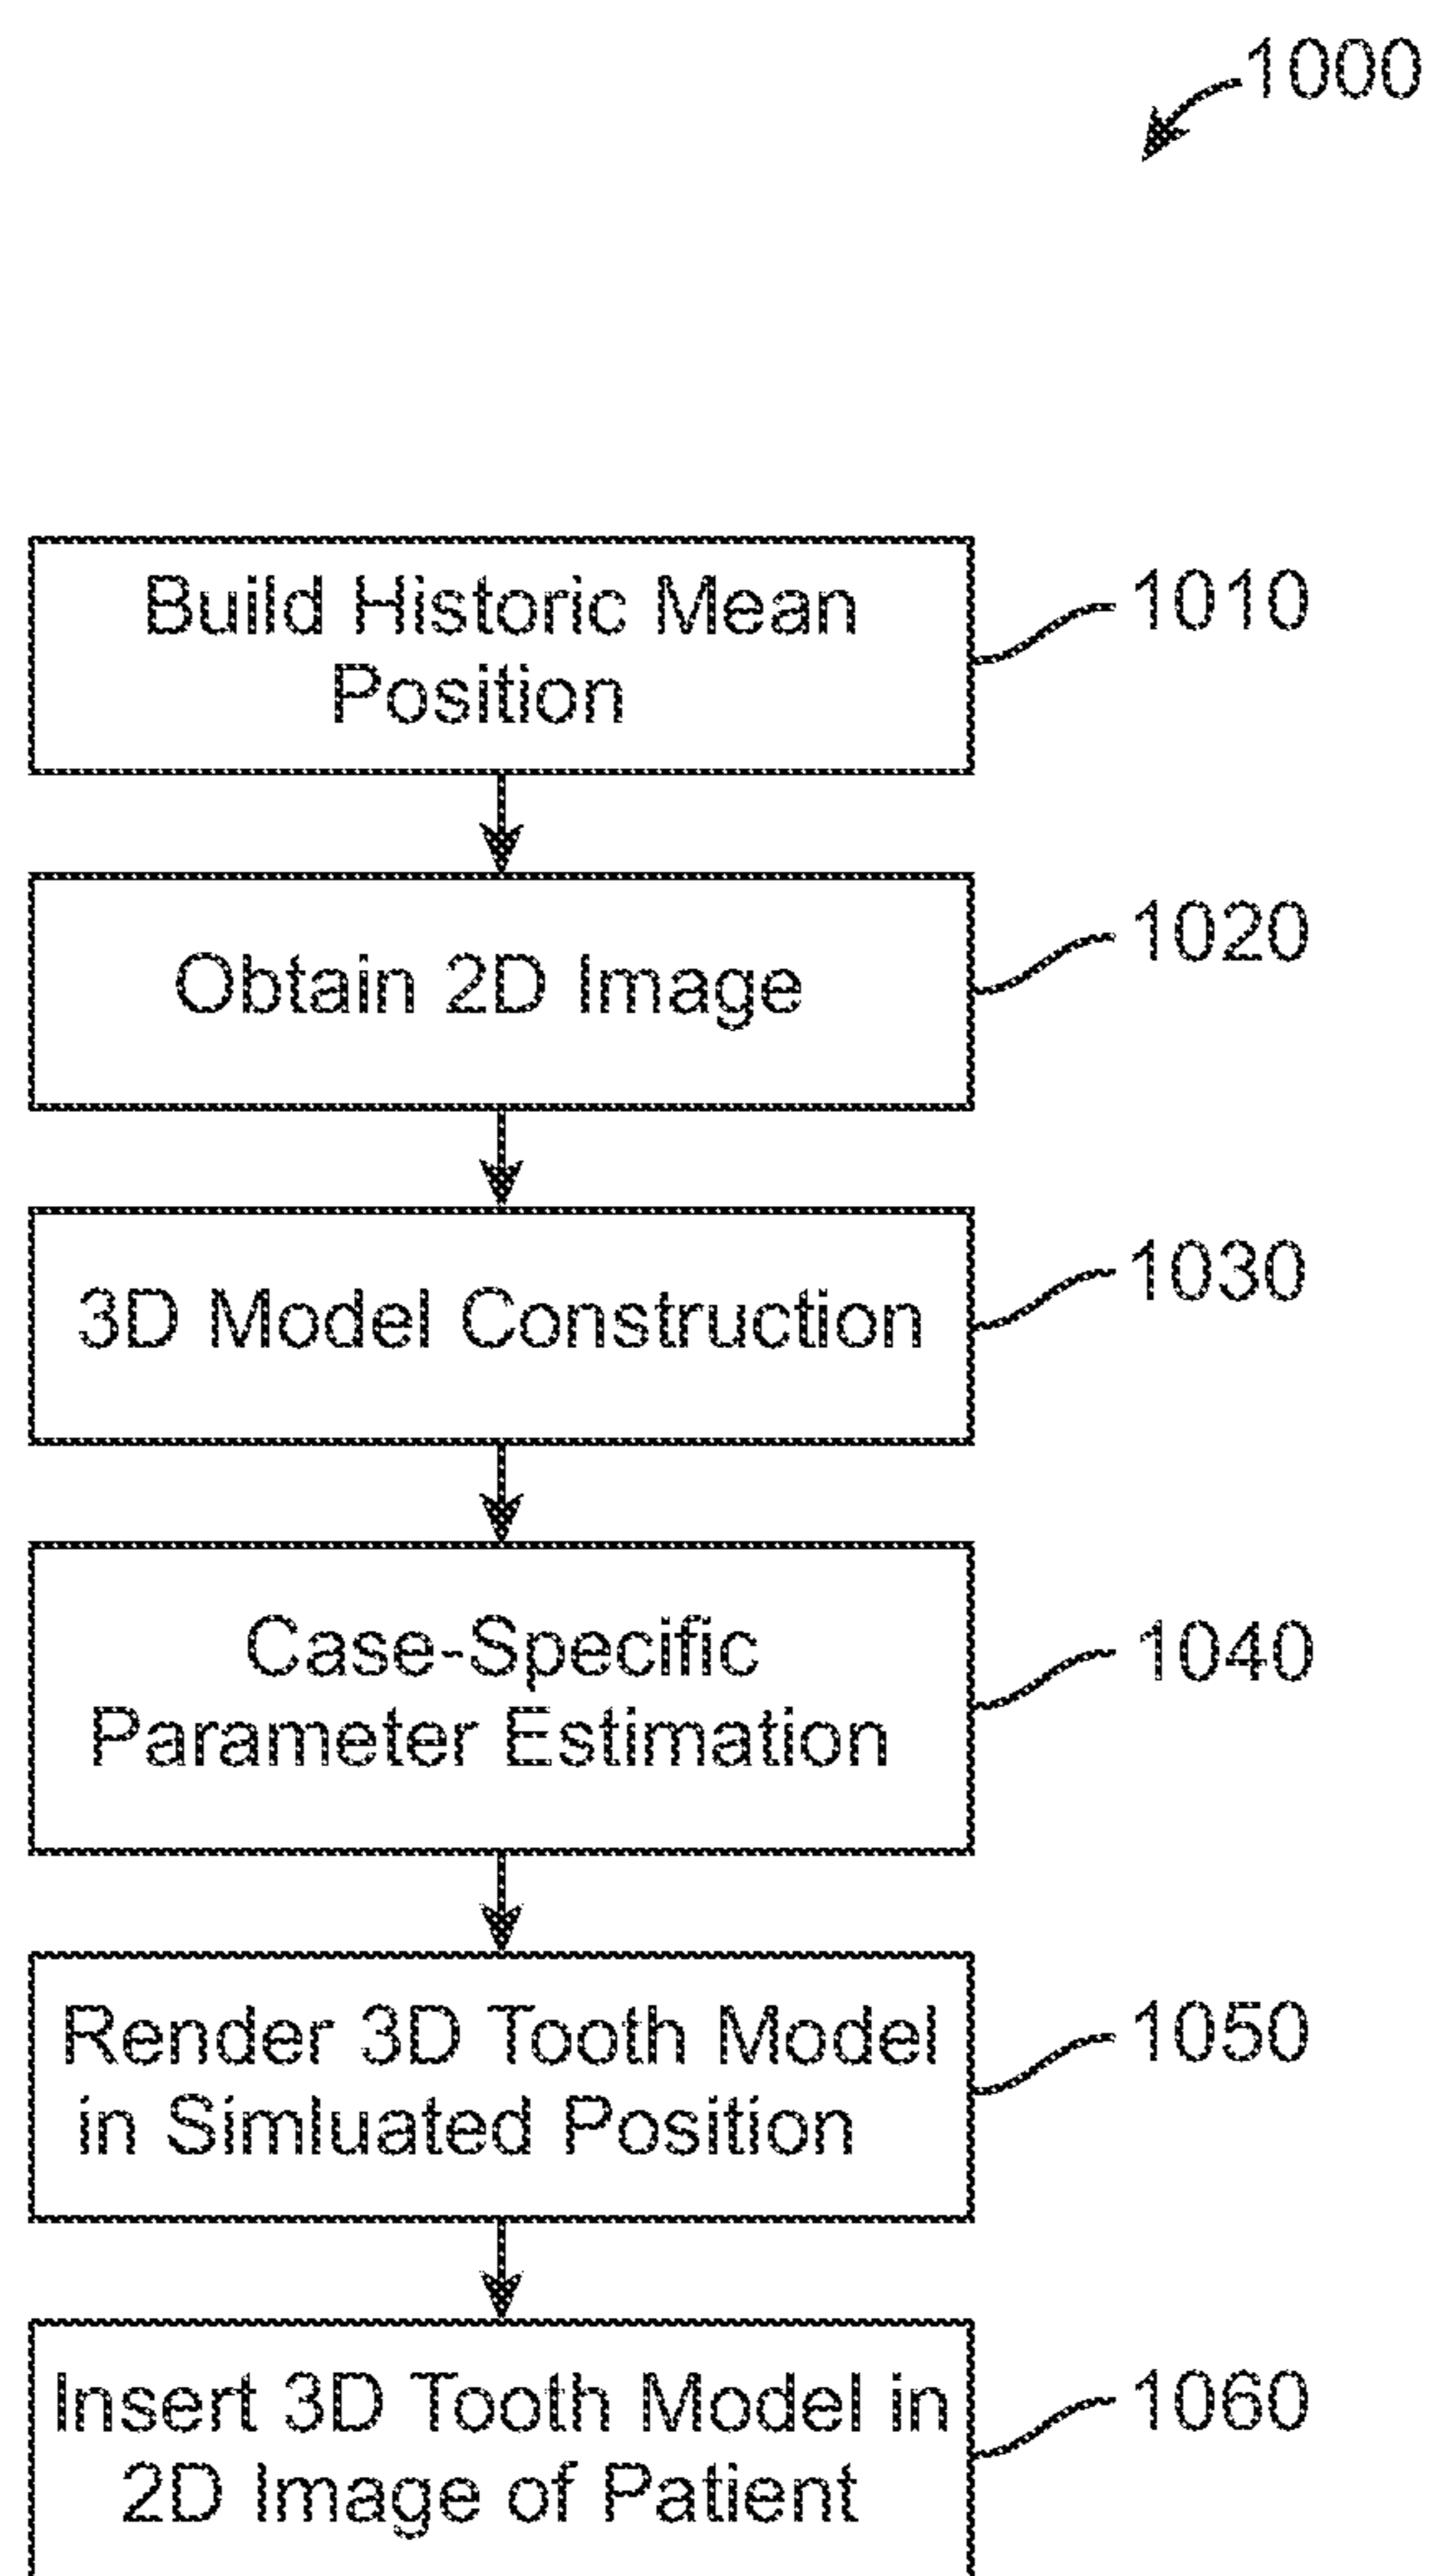 1000
Build Historic Mean
Position
1010
Obtain 2D Image
1020
3D Model Construction
1030
Case-Specific
Parameter Estimation
1040
Render 3D Tooth Model
in Simluated Position
1050
Insert 3D Tooth Model in
2D Image of Patient
1060